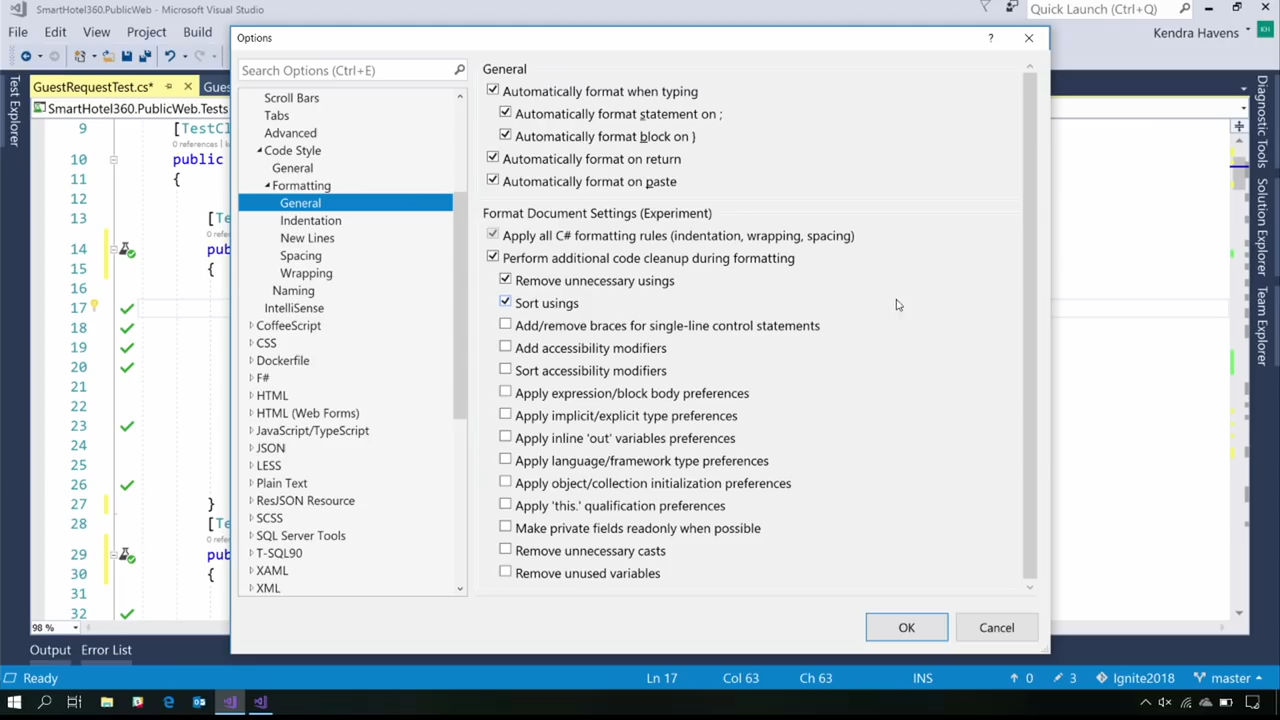 SmartHotel360.PublicWeb - Microsoft Visual Studio
Quick Launch (Ctrl+Q)
File Edit View Project Build
Kendra Havens KH
GuestRequestTest.cs*
SmartHotel360.PublicWeb.Tests
Test Explorer
Diagnostic Tools
Solution Explorer
Team Explorer
9 [TestCl
0 references |
10 public
11 {
12
13 [Te
0 refe
14 pub
15 {
16
17
18
19
20
21
22
23
24
25
26
27 }
28 [Te
0 refe
29 pub
30 {
31
32
98 %
Options
?
Search Options (Ctrl+E)
Scroll Bars
Tabs
Advanced
Code Style
General
Formatting
General
Indentation
New Lines
Spacing
Wrapping
Naming
IntelliSense
CoffeeScript
CSS
Dockerfile
F#
HTML
HTML (Web Forms)
JavaScript/TypeScript
JSON
LESS
Plain Text
ResJSON Resource
SCSS
SQL Server Tools
T-SQL90
XAML
XML
General
Automatically format when typing
Automatically format statement on ;
Automatically format block on }
Automatically format on return
Automatically format on paste
Format Document Settings (Experiment)
Apply all C# formatting rules (indentation, wrapping, spacing)
Perform additional code cleanup during formatting
Remove unnecessary usings
Sort usings
Add/remove braces for single-line control statements
Add accessibility modifiers
Sort accessibility modifiers
Apply expression/block body preferences
Apply implicit/explicit type preferences
Apply inline 'out' variables preferences
Apply language/framework type preferences
Apply object/collection initialization preferences
Apply 'this.' qualification preferences
Make private fields readonly when possible
Remove unnecessary casts
Remove unused variables
OK Cancel
Output Error List
Ready Ln 17 Col 63 Ch 63 INS 0 3 Ignite2018 master